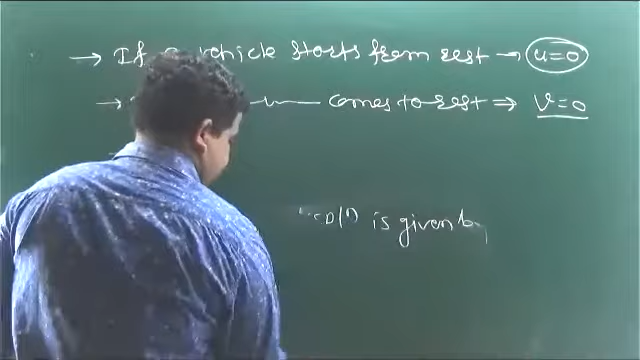 → If a vehicle starts from rest → u=0
→ comes to rest ⇒ v=0
is given by